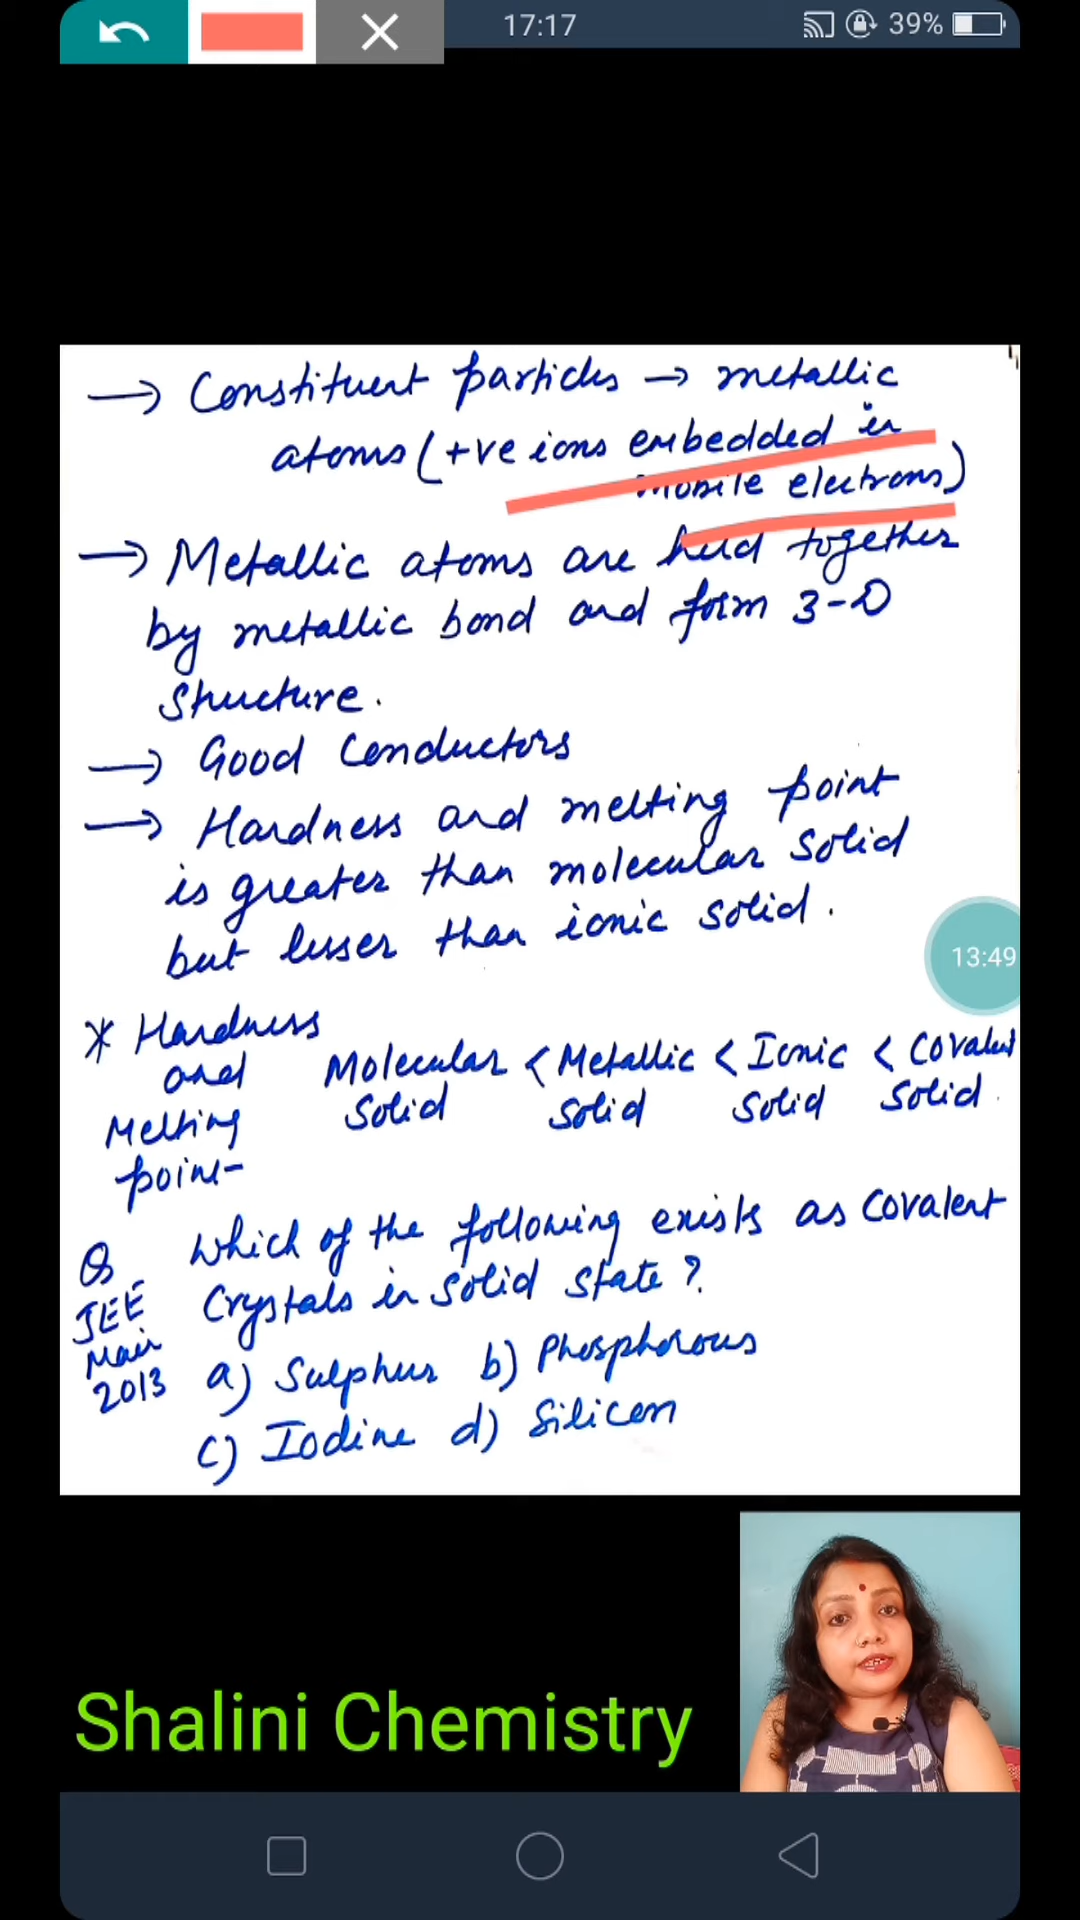 17:17
39%
→ Constituent particles → metallic
atoms (+ve ions embedded in
mobile electrons)
→ Metallic atoms are held together
by metallic bond and form 3-D
structure.
→ Good Conductors
→ Hardness and melting point
is greater than molecular solid
but lesser than ionic solid.
13:49
* Hardness
and
Melting
point-
Molecular < Metallic < Ionic < Covalent
Solid Solid Solid Solid.
Q Which of the following exists as Covalent
Crystals in solid state?
JEE
Main
2013
a) Sulphur b) Phosphorous
c) Iodine d) Silicon
Shalini Chemistry